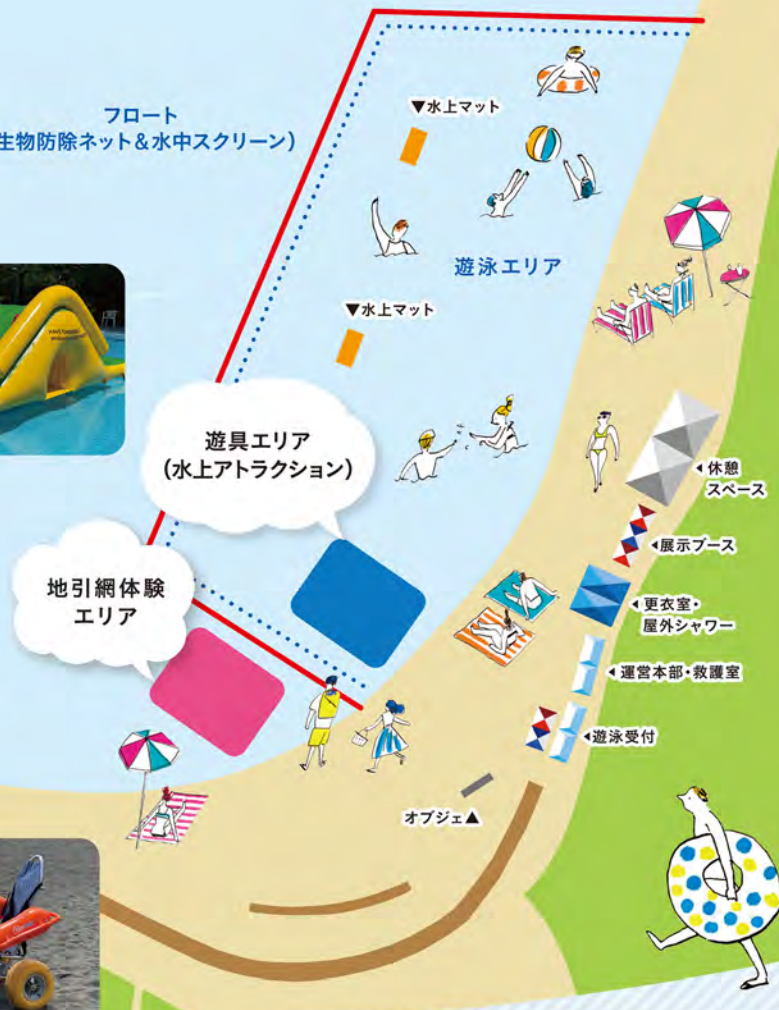 フロート
生物防除ネット&水中スクリーン)
▼水上マット
遊泳エリア
▼水上マット
遊具エリア
(水上アトラクション)
地引網体験
エリア
◀休憩
スペース
◀展示ブース
◀更衣室・
屋外シャワー
◀運営本部・救護室
◀遊泳受付
オブジェ▲